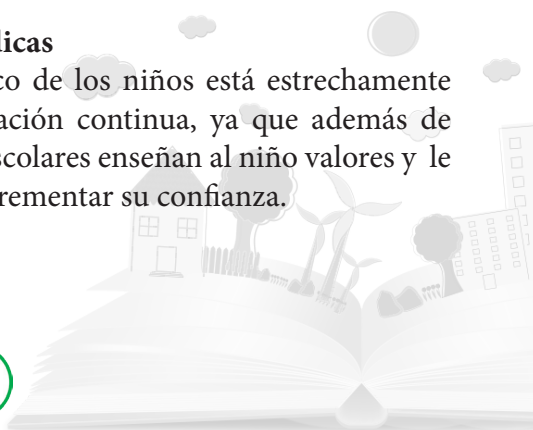 dicas
co de los niños está estrechamente
ación continua, ya que además de
scolares enseñan al niño valores y le
rementar su confianza.